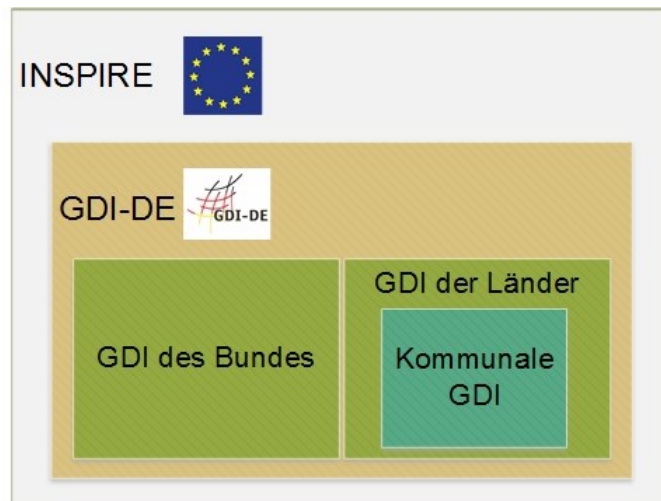 INSPIRE
GDI-DE
GDI-DE
GDI der Länder
GDI des Bundes
Kommunale
GDI